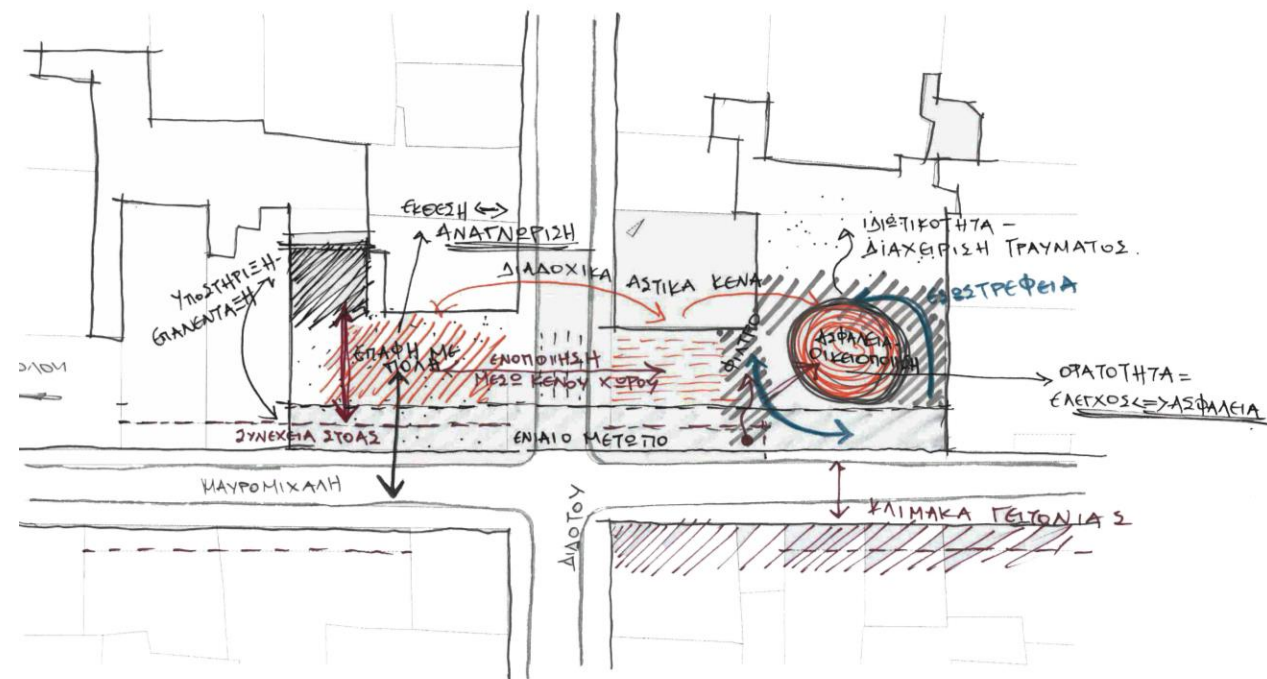 ΕΚΘΕΣΗ <->
ΑΝΑΓΝΩΡΙΣΗ
ΙΔΙΩΤΙΚΟΤΗΤΑ -
ΔΙΑΧΕΙΡΙΣΗ ΤΡΑΥΜΑΤΟΣ.
ΥΠΟΣΤΗΡΙΞΗ-
ΕΠΑΝΕΝΤΑΞΗ
ΔΙΑΔΟΧΙΚΑ ΑΣΤΙΚΑ ΚΕΝΑ
ΕΣΩΣΤΡΕΦΕΙΑ
ΕΠΑΦΗ ΜΕ
ΠΟΛΗ
ΕΝΟΠΟΙΗΣΗ
ΜΕΣΩ ΚΕΝΟΥ ΧΩΡΟΥ
ΦΙΛΤΡΟ
ΑΣΦΑΛΕΙΑ-
ΟΙΚΕΙΟΠΟΙΗΣΗ
ΟΡΑΤΟΤΗΤΑ =
ΕΛΕΓΧΟΣ <=> ΑΣΦΑΛΕΙΑ
ΣΥΝΕΧΕΙΑ ΣΤΟΑΣ
ΕΝΙΑΙΟ ΜΕΤΩΠΟ
ΜΑΥΡΟΜΙΧΑΛΗ
ΔΙΔΟΤΟΥ
ΚΛΙΜΑΚΑ ΓΕΙΤΟΝΙΑΣ